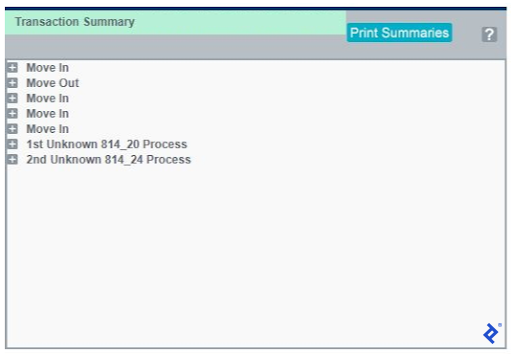 Transaction Summary
Print Summaries
?
Move In
Move Out
Move In
Move In
Move In
1st Unknown 814_20 Process
2nd Unknown 814_24 Process